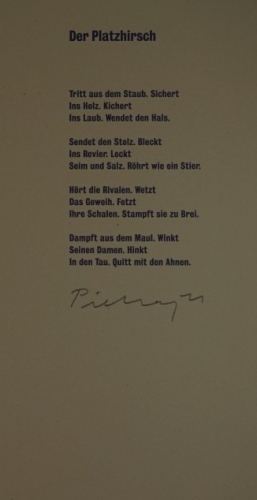 Der Platzhirsch
Tritt aus dem Staub. Sichert
Ins Holz. Kichert
Ins Laub. Wendet den Hals.
Sendet den Stolz. Bleckt
Ins Revier. Leckt
Seim und Salz. Röhrt wie ein Stier.
Hört die Rivalen. Wetzt
Das Geweih. Fetzt
Ihre Schalen. Stampft sie zu Brei.
Dampft aus dem Maul. Winkt
Seinen Damen. Hinkt
In den Tau. Quitt mit den Ahnen.